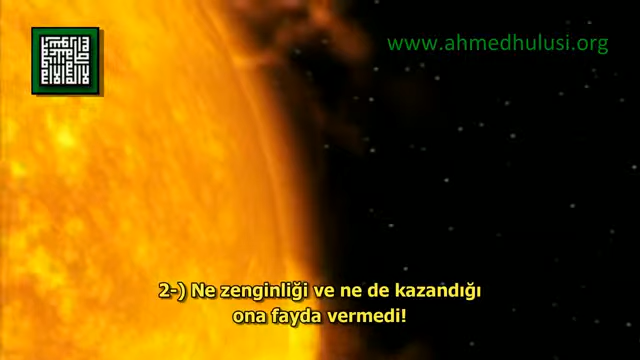 www.ahmedhulusi.org
2-) Ne zenginliği ve ne de kazandığı
ona fayda vermedi!